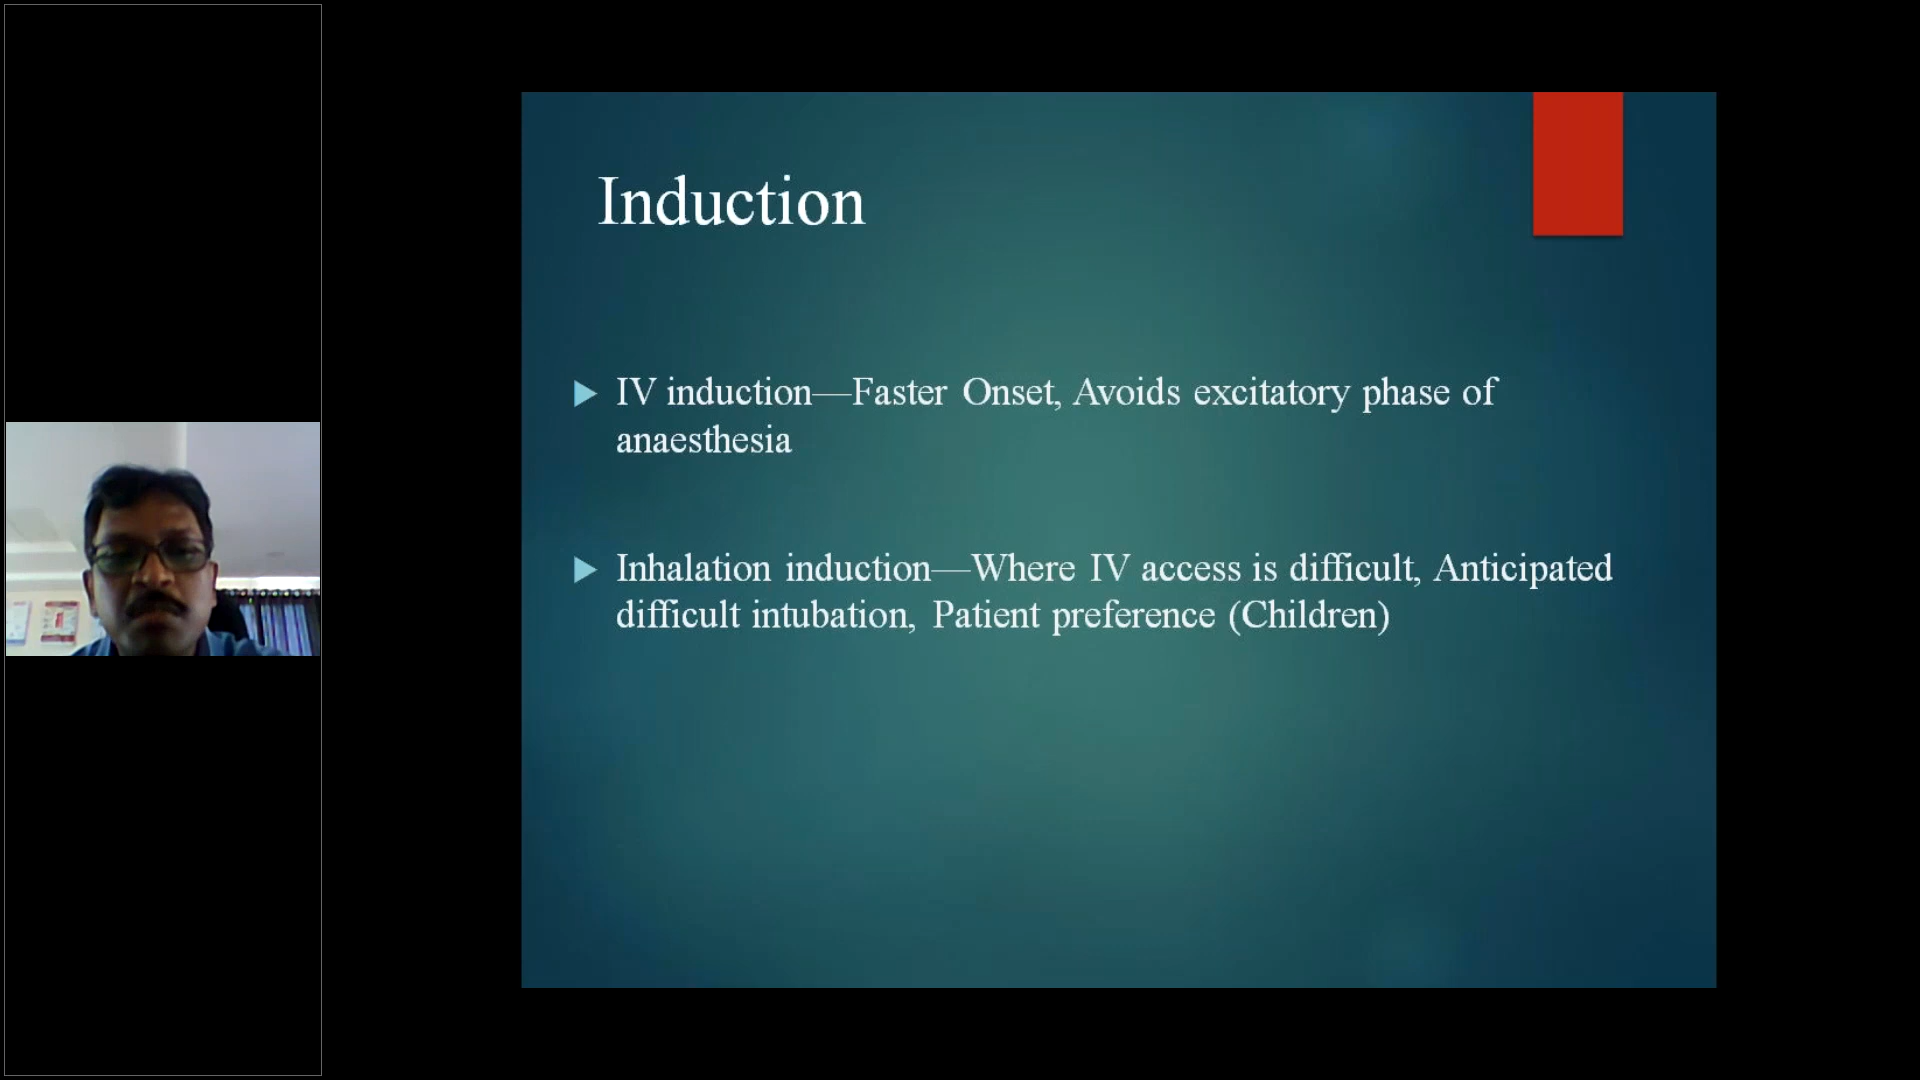 Induction
IV induction—Faster Onset, Avoids excitatory phase of
anaesthesia
Inhalation induction—Where IV access is difficult, Anticipated
difficult intubation, Patient preference (Children)